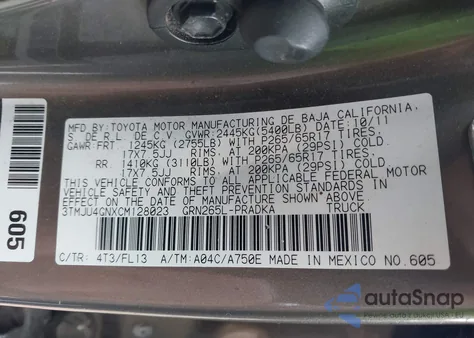 MFD.BY:TOYOTA MOTOR MANUFACTURING DE BAJA CALIFORNIA,
S. DE R.L. DE C.V. GVWR:2445KG(5400LB) DATE:10/11
GAWR:FRT 1245KG (2755LB) WITH P265/65R17 TIRES,
17X7.5JJ RIMS, AT 200KPA (29PSI) COLD.
RR 1410KG (3110LB) WITH P265/65R17 TIRES,
17X7.5JJ RIMS, AT 200KPA (29PSI) COLD.
THIS VEHICLE CONFORMS TO ALL APPLICABLE FEDERAL MOTOR
VEHICLE SAFETY, BUMPER, AND THEFT PREVENTION STANDARDS
IN EFFECT ON THE DATE OF MANUFACTURE SHOWN ABOVE.
3TMJU4GNXCM128023 GRN265L-PRADKA TRUCK
C/TR: 4T3/FL13 A/TM:A04C/A750E MADE IN MEXICO NO.605
605
autoSnap
powered by